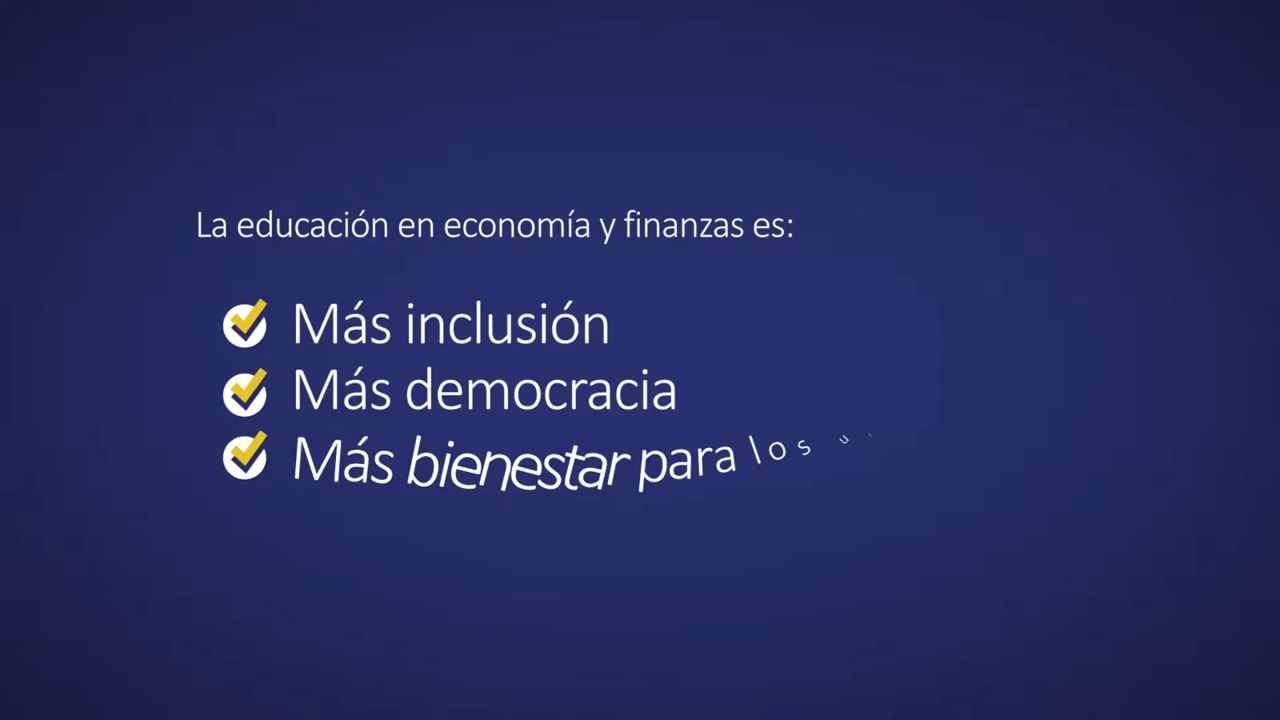 La educación en economía y finanzas es:
Más inclusión
Más democracia
Más bienestar para los